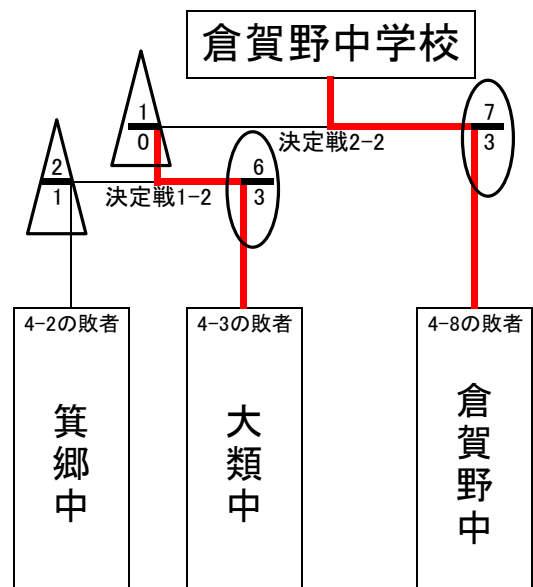 倉賀野中学校
1
0
7
3
決定戦2-2
2
1
6
3
決定戦1-2
4-2の敗者
4-3の敗者
4-8の敗者
箕郷中
大類中
倉賀野中